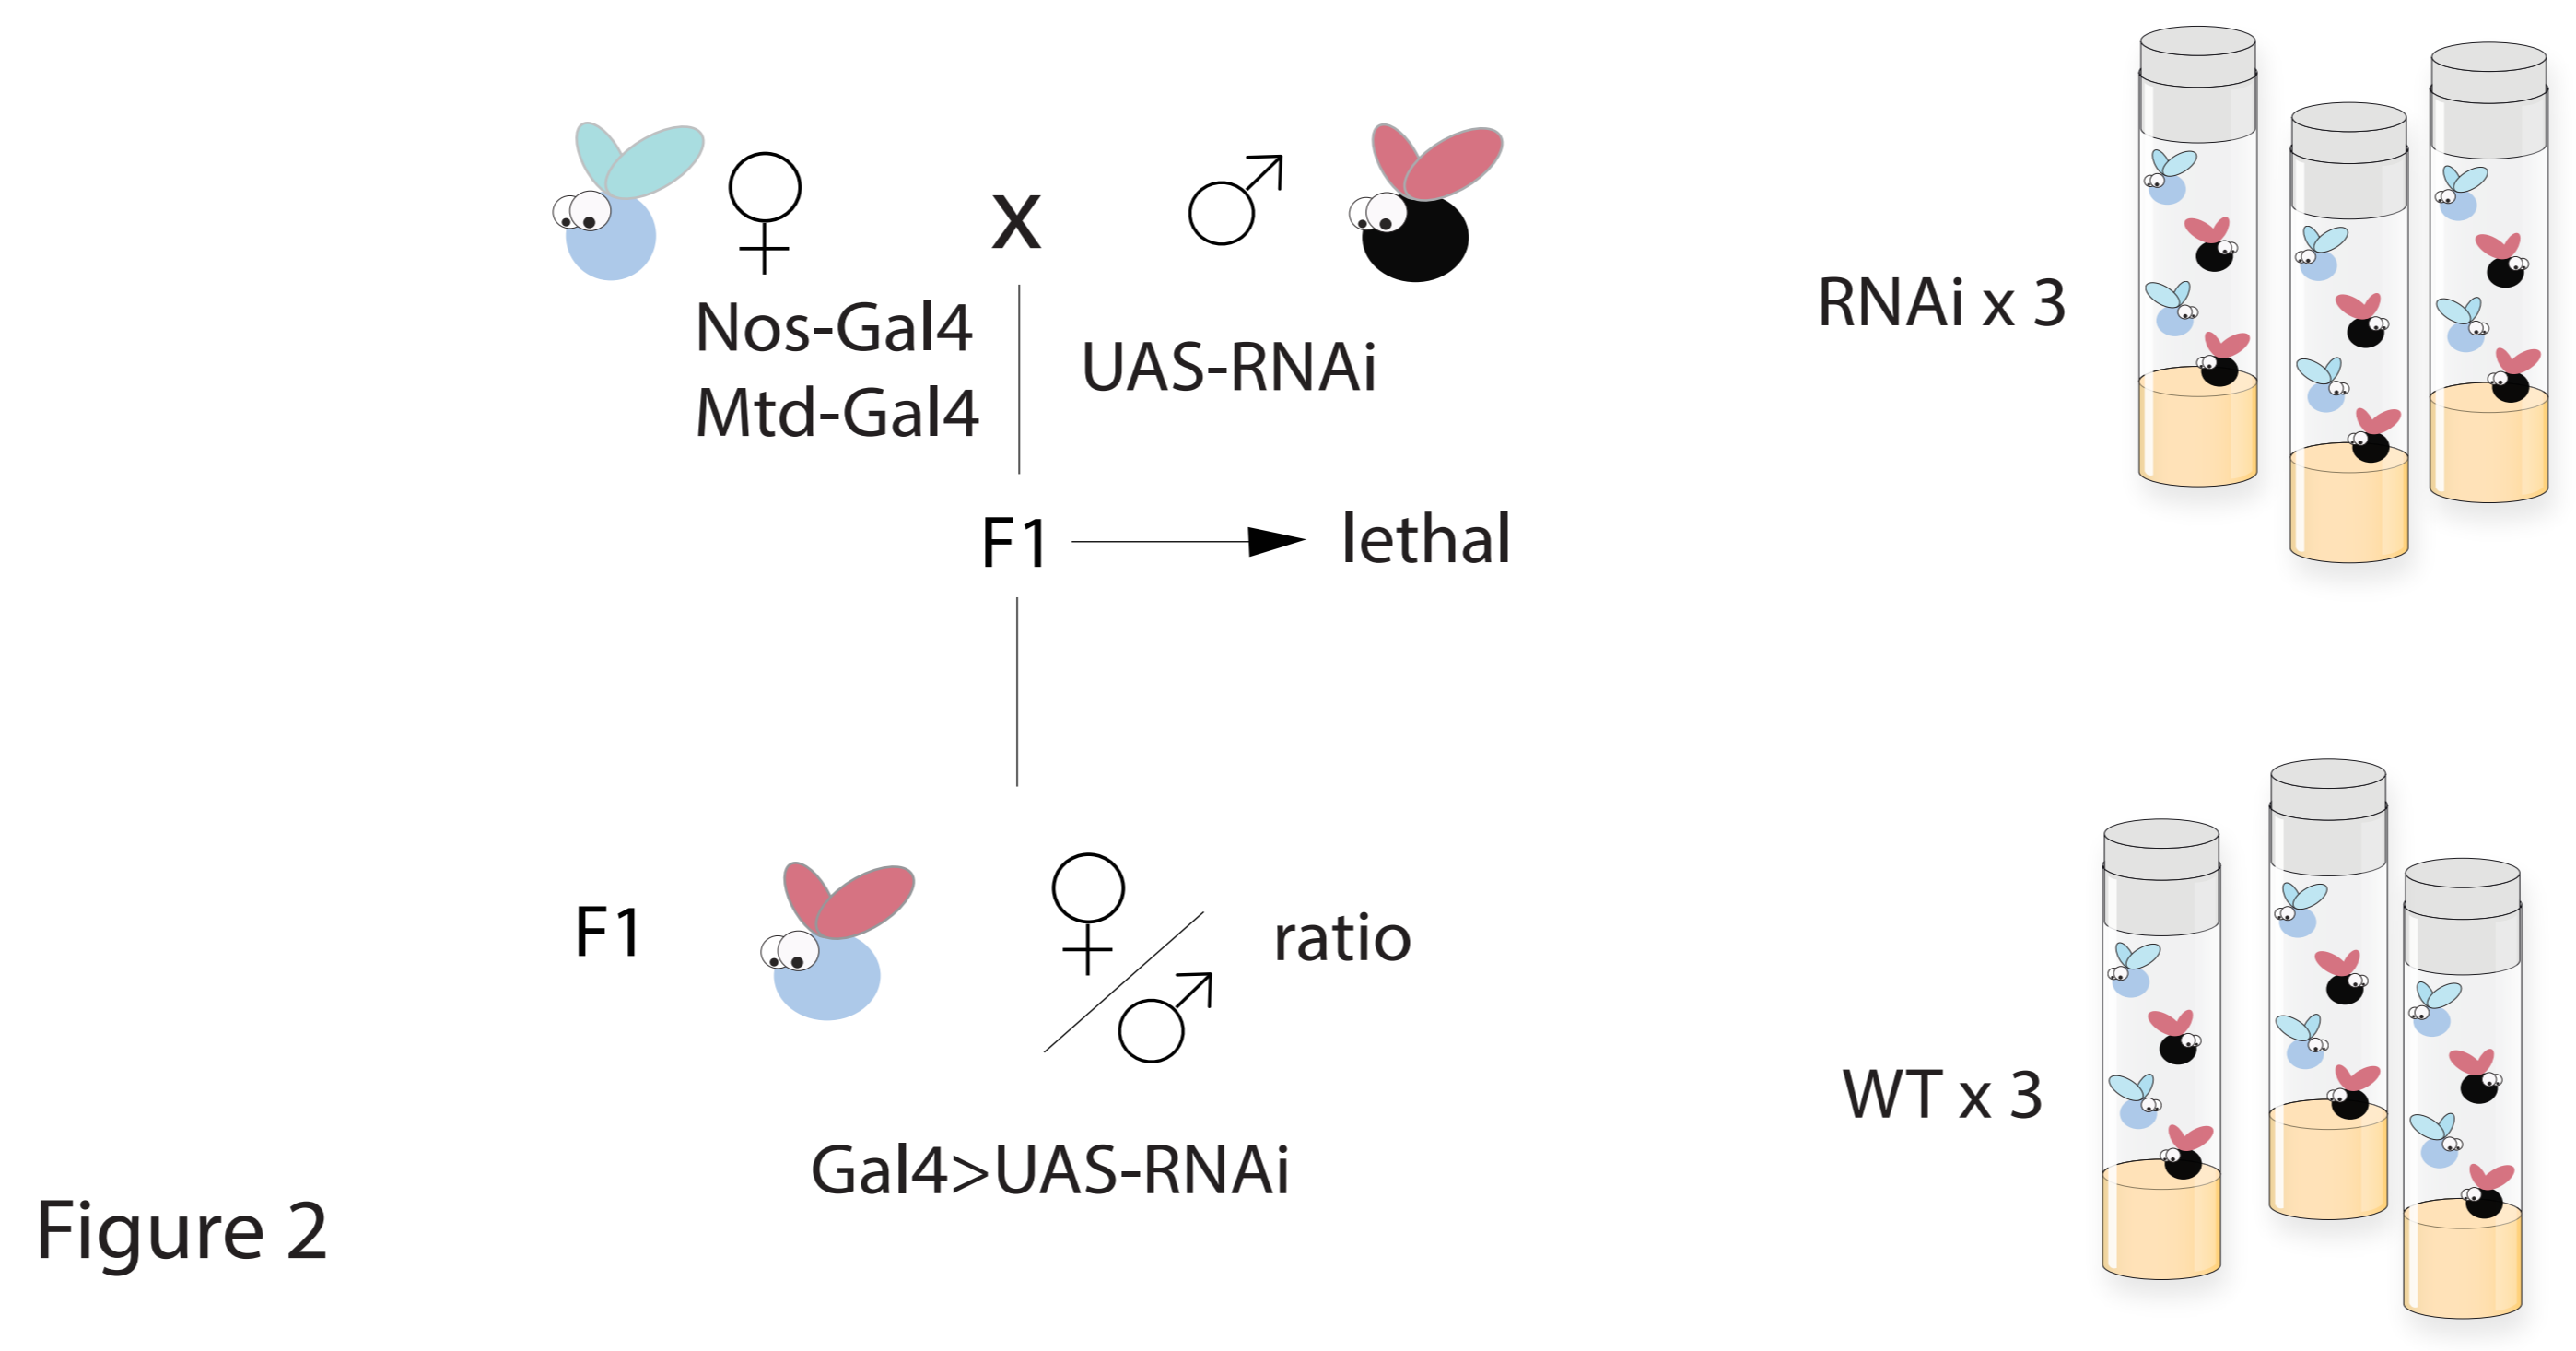 x
Nos-Gal4
Mtd-Gal4
UAS-RNAi
F1
lethal
F1
ratio
Gal4>UAS-RNAi
RNAi x 3
WT x 3
Figure 2